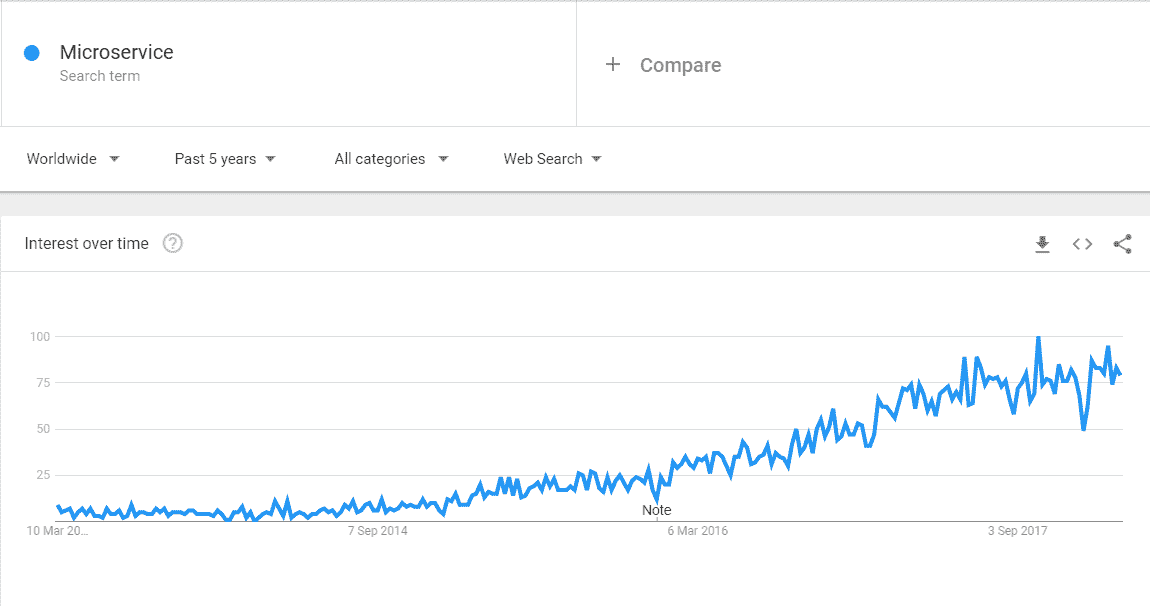 Microservice
Search term
+ Compare
Worldwide
Past 5 years
All categories
Web Search
Interest over time ?
100
75
50
25
Note
10 Mar 20...
7 Sep 2014
6 Mar 2016
3 Sep 2017